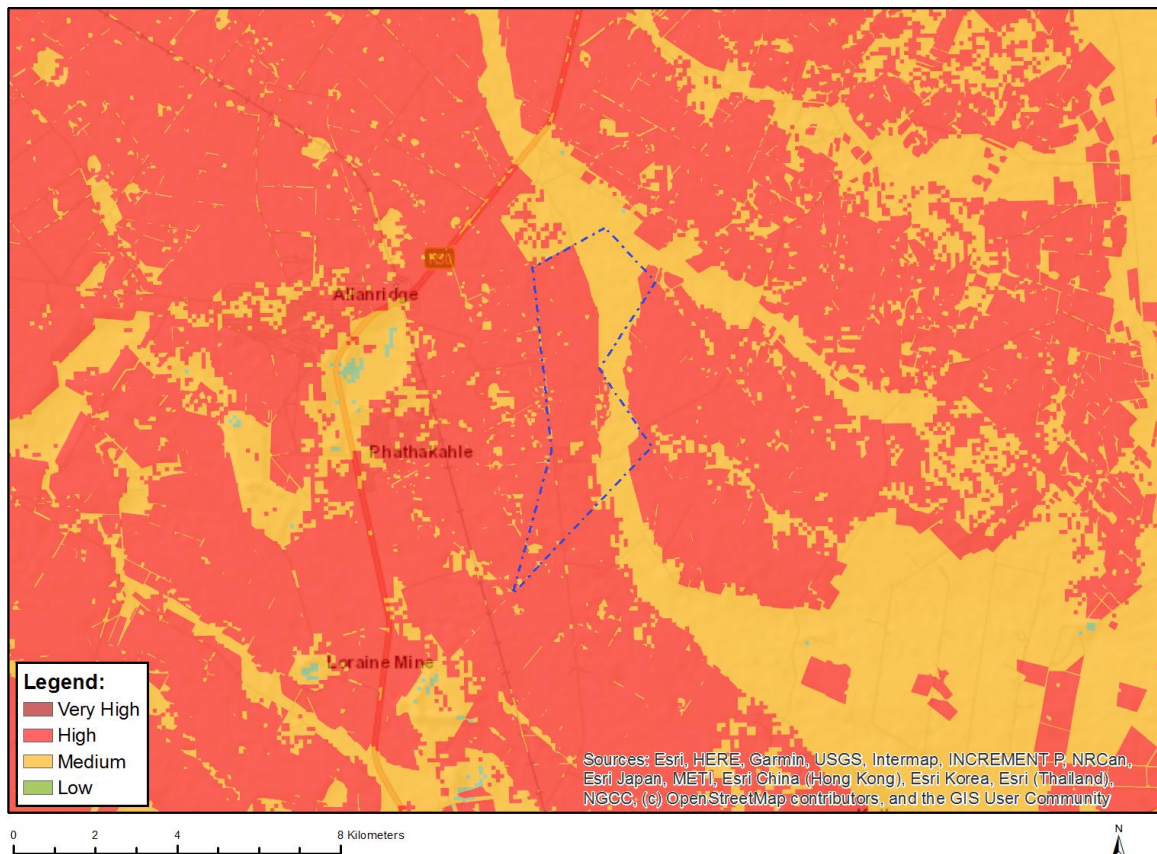 Allanridge
Phathakahle
Loraine Mine
Legend:
Very High
High
Medium
Low
Sources: Esri, HERE, Garmin, USGS, Intermap, INCREMENT P, NRCan,
Esri Japan, METI, Esri China (Hong Kong), Esri Korea, Esri (Thailand),
NGCC, (c) OpenStreetMap contributors, and the GIS User Community
0 2 4 8 Kilometers
N